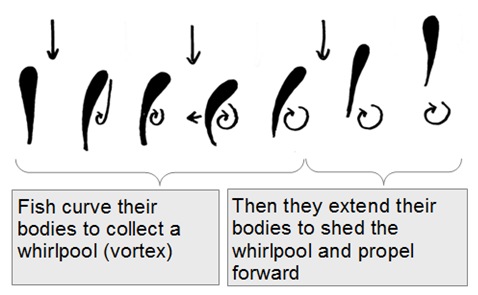 Fish curve their
bodies to collect a
whirlpool (vortex)
Then they extend their
bodies to shed the
whirlpool and propel
forward